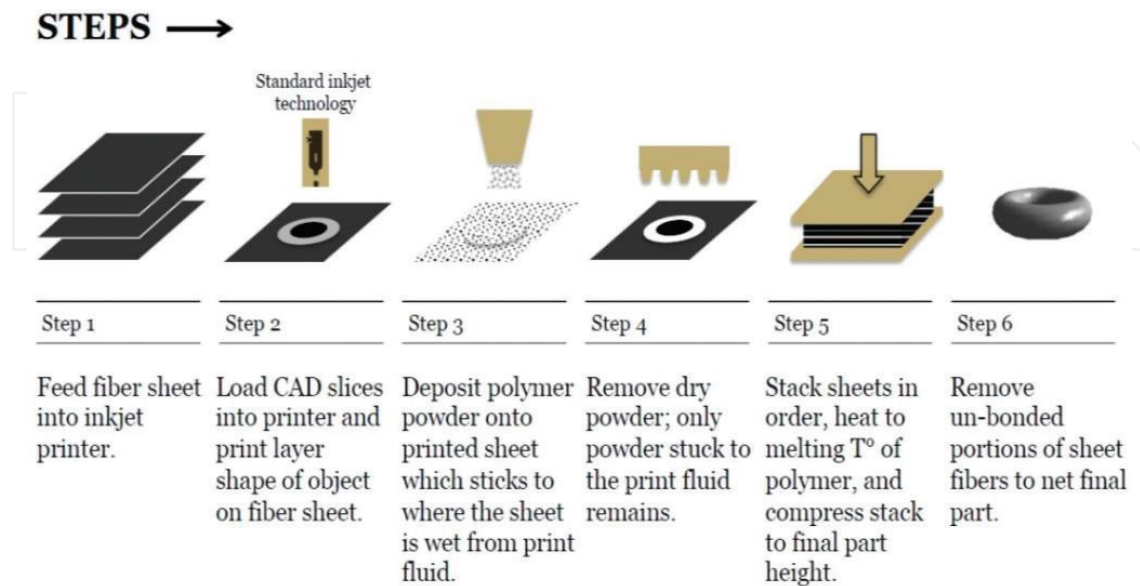 STEPS
Standard inkjet
technology
Step 1
Feed fiber sheet
into inkjet
printer.
Step 2
Load CAD slices
into printer and
print layer
shape of object
on fiber sheet.
Step 3
Deposit polymer
powder onto
printed sheet
which sticks to
where the sheet
is wet from print
fluid.
Step 4
Remove dry
powder; only
powder stuck to
the print fluid
remains.
Step 5
Stack sheets in
order, heat to
melting T° of
polymer, and
compress stack
to final part
height.
Step 6
Remove
un-bonded
portions of sheet
fibers to net final
part.